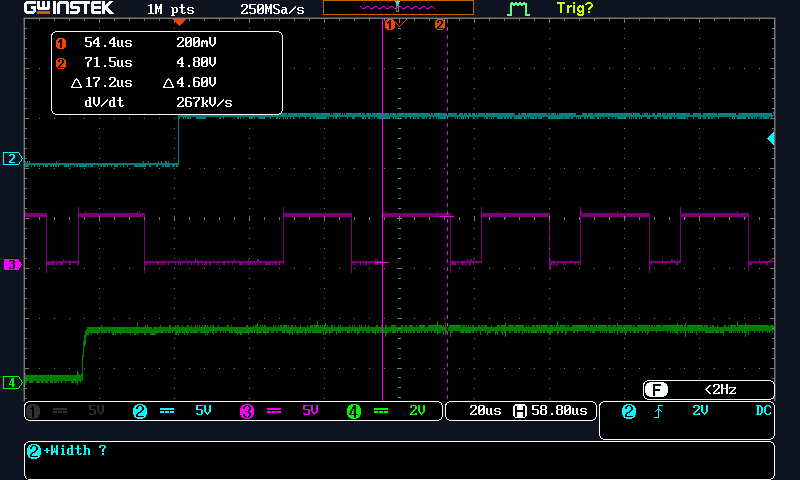 GWINSTEK 1M pts 250MSa/s Trig?
1 2
1 54.4us 200mV
2 71.5us 4.80V
△17.2us △4.60V
dV/dt 267kV/s
2
3
4
F <2Hz
1 5V 2 5V 3 5V 4 2V 20us H 58.80us 2 2V DC
2 +Width ?